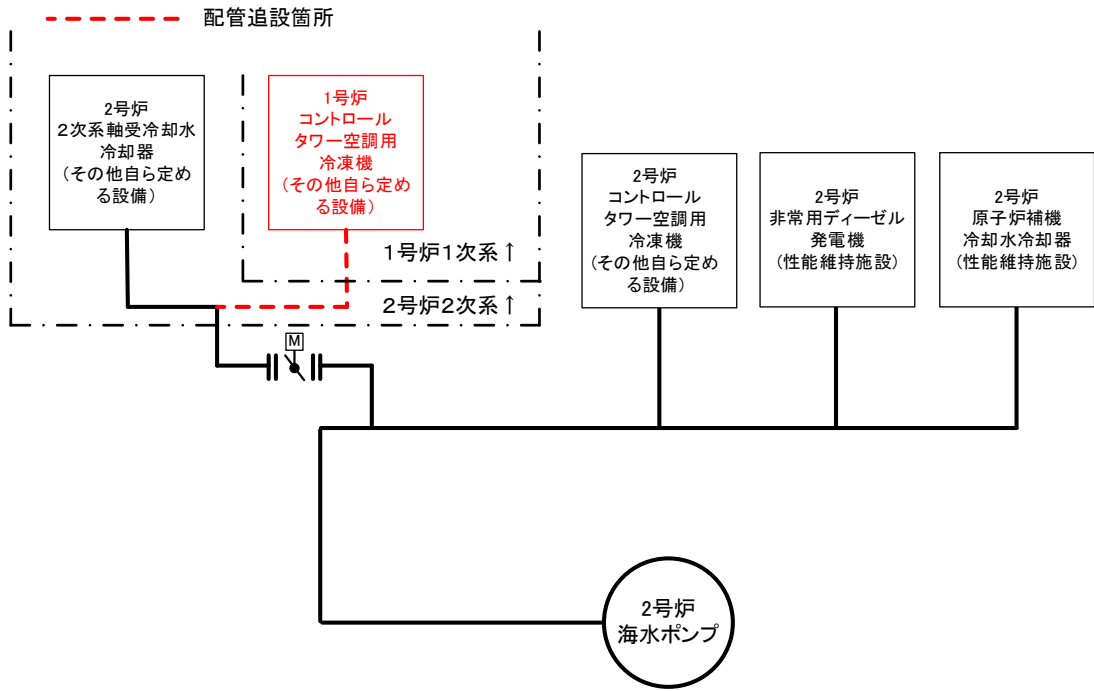 配管追設箇所
2号炉
２次系軸受冷却水
冷却器
(その他自ら定め
る設備)
1号炉
コントロール
タワー空調用
冷凍機
(その他自ら定め
る設備)
1号炉1次系↑
2号炉2次系↑
M
2号炉
コントロール
タワー空調用
冷凍機
(その他自ら定め
る設備)
2号炉
非常用ディーゼル
発電機
(性能維持施設)
2号炉
原子炉補機
冷却水冷却器
(性能維持施設)
2号炉
海水ポンプ